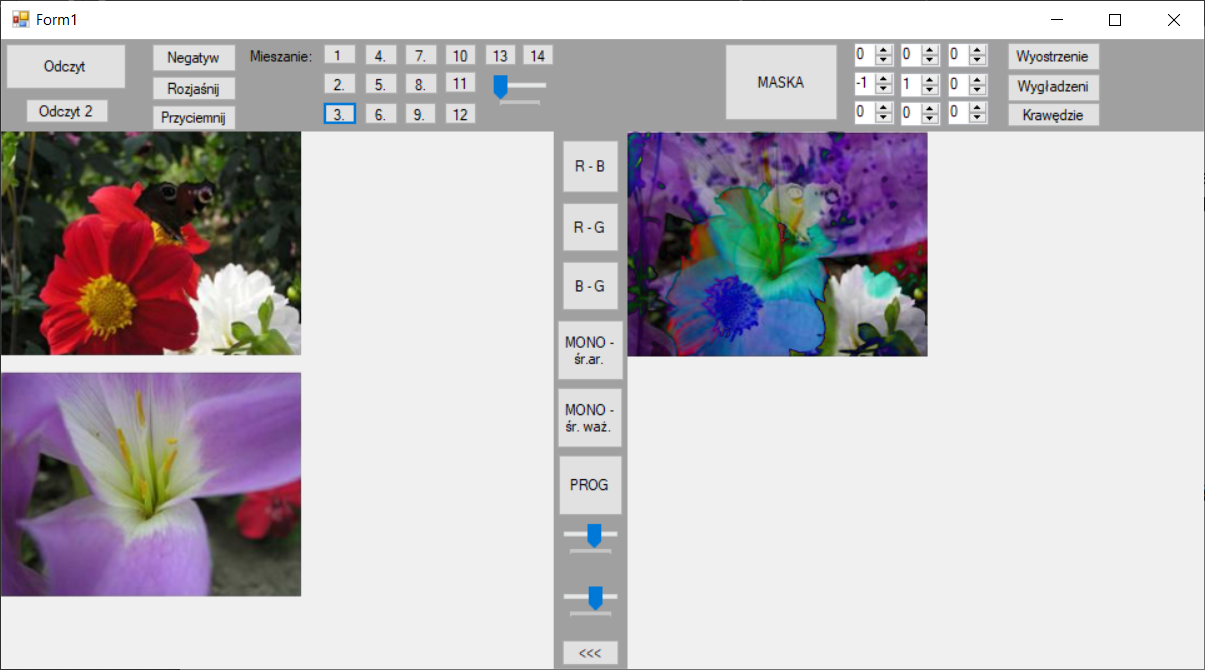 Form1
Odczyt
Odczyt 2
Negatyw
Rozjaśnij
Przyciemnij
Mieszanie:
1 4. 7. 10 13 14
2. 5. 8. 11
3. 6. 9. 12
MASKA
0 0 0
-1 1 0
0 0 0
Wyostrzenie
Wygładzeni
Krawędzie
R - B
R - G
B - G
MONO -
śr.ar.
MONO -
śr. waż.
PROG
<<<